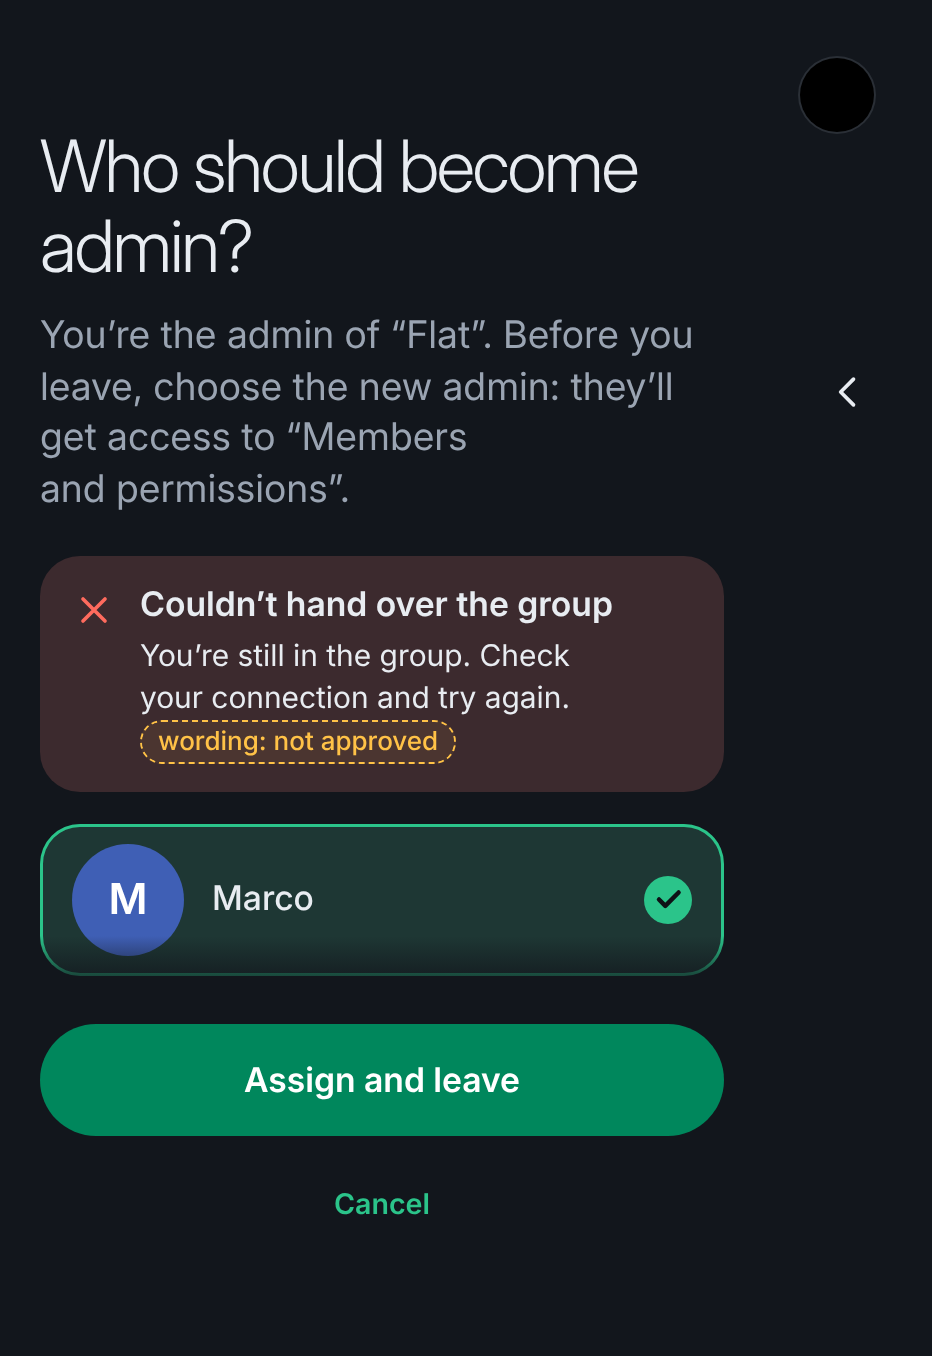 Who should become
admin?
You’re the admin of “Flat”. Before you
leave, choose the new admin: they’ll
get access to “Members
and permissions”.
Couldn’t hand over the group
You’re still in the group. Check
your connection and try again.
wording: not approved
M
Marco
Assign and leave
Cancel